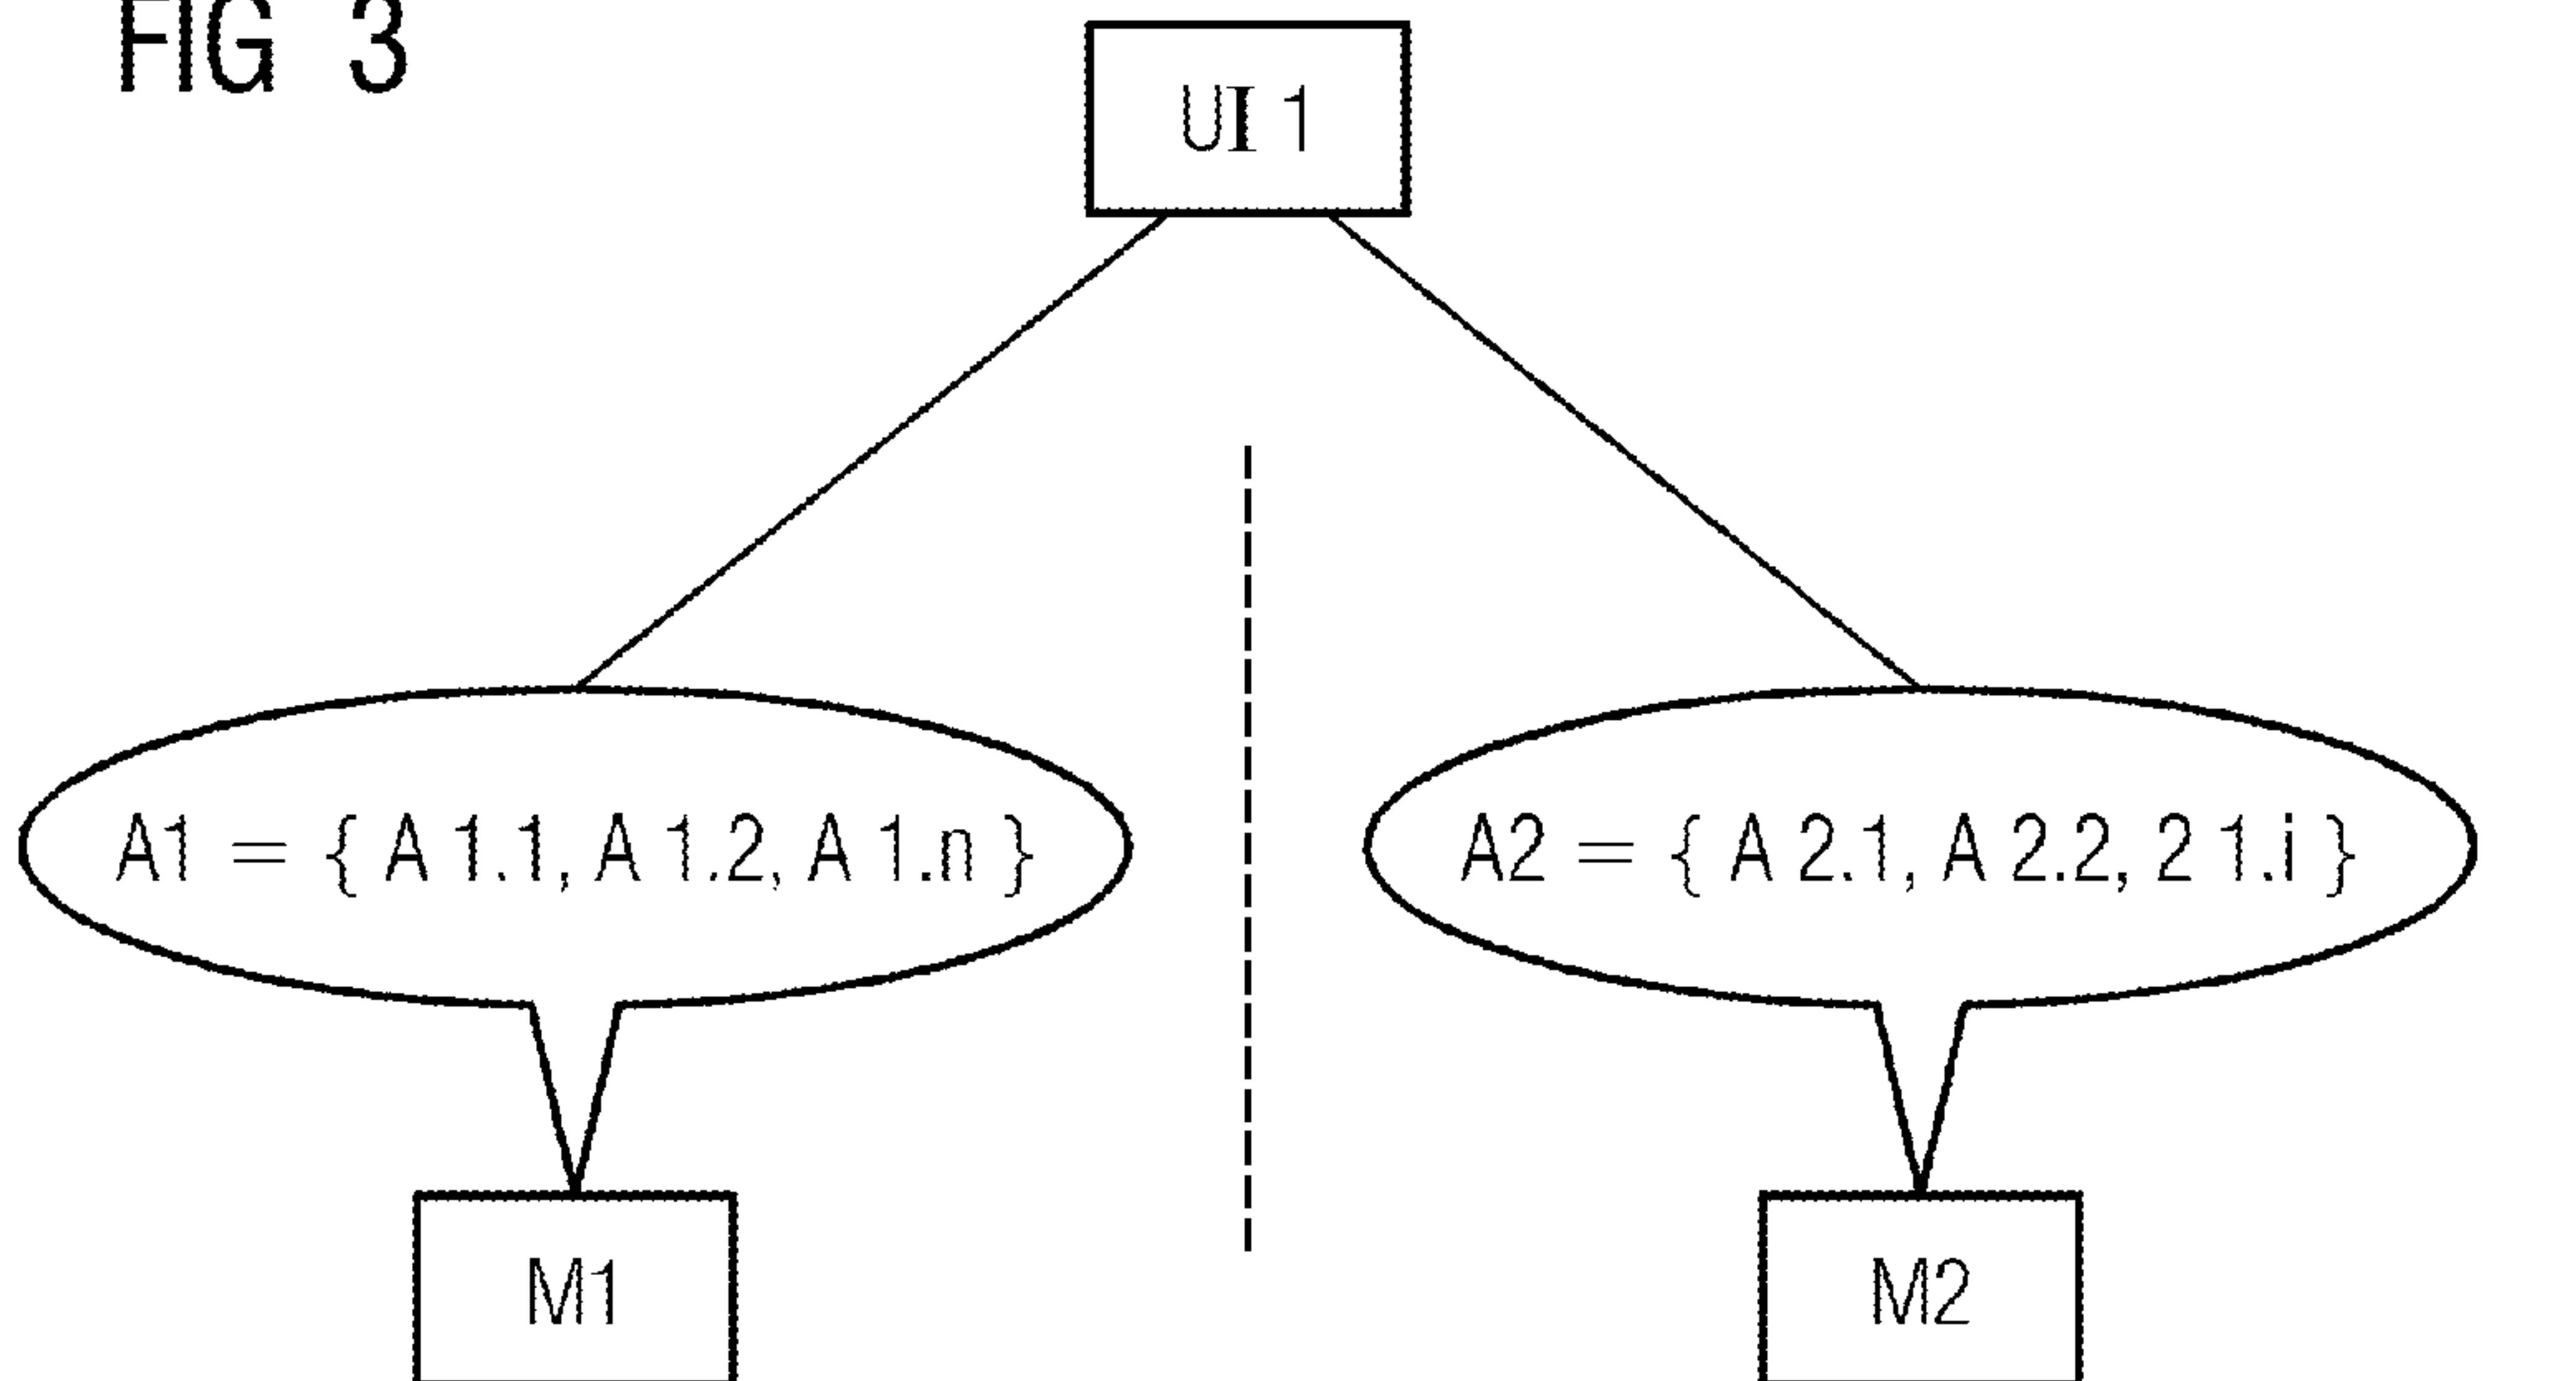 FIG 3
UI 1
A1 = { A 1.1, A 1.2, A 1.n }
A2 = { A 2.1, A 2.2, 2 1.i }
M1
M2